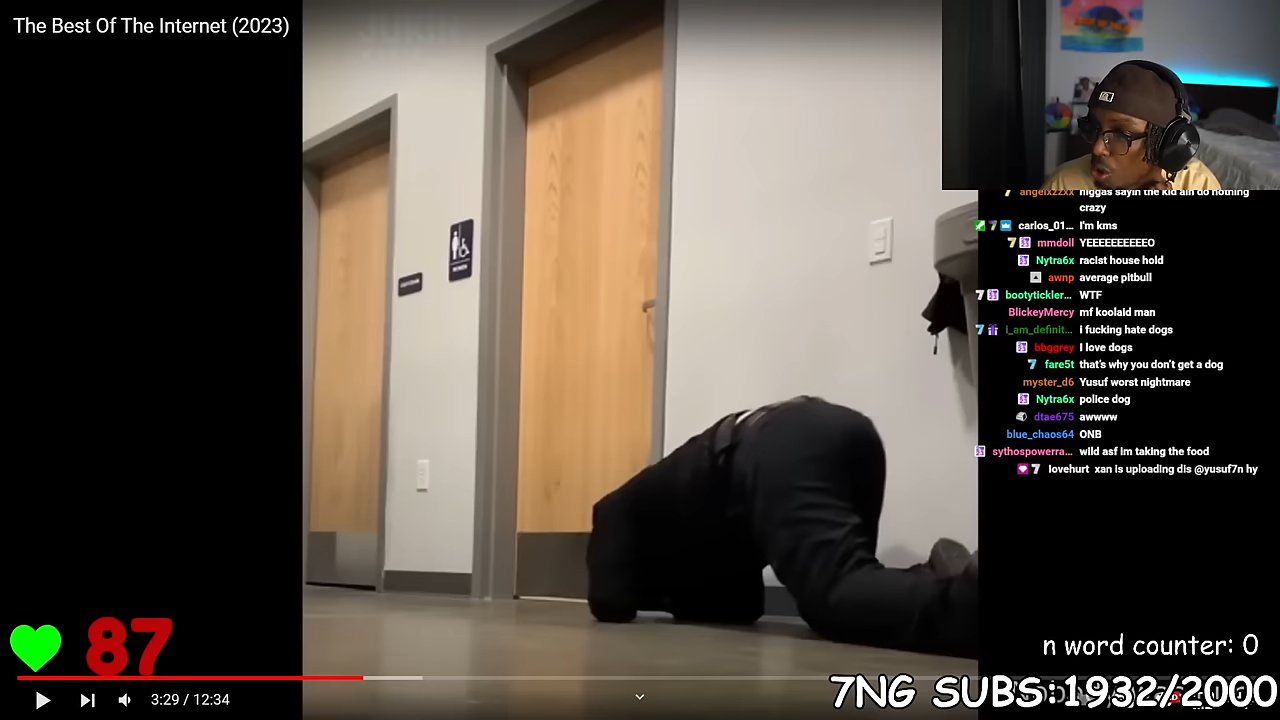 The Best Of The Internet (2023)
WOMEN
angelxzzxx niggas sayin the kid ain do nothing
crazy
carlos_01... I'm kms
mmdoll YEEEEEEEEEEO
Nytra6x racist house hold
awnp average pitbull
bootytickler... WTF
BlickeyMercy mf koolaid man
i_am_definit... i fucking hate dogs
bbggrey I love dogs
fare5t that's why you don't get a dog
myster_d6 Yusuf worst nightmare
Nytra6x police dog
dtae675 awwww
blue_chaos64 ONB
sythospowerra... wild asf im taking the food
lovehurt xan is uploading dis @yusuf7n hy
87
n word counter: 0
3:29 / 12:34
7NG SUBS:1932/2000